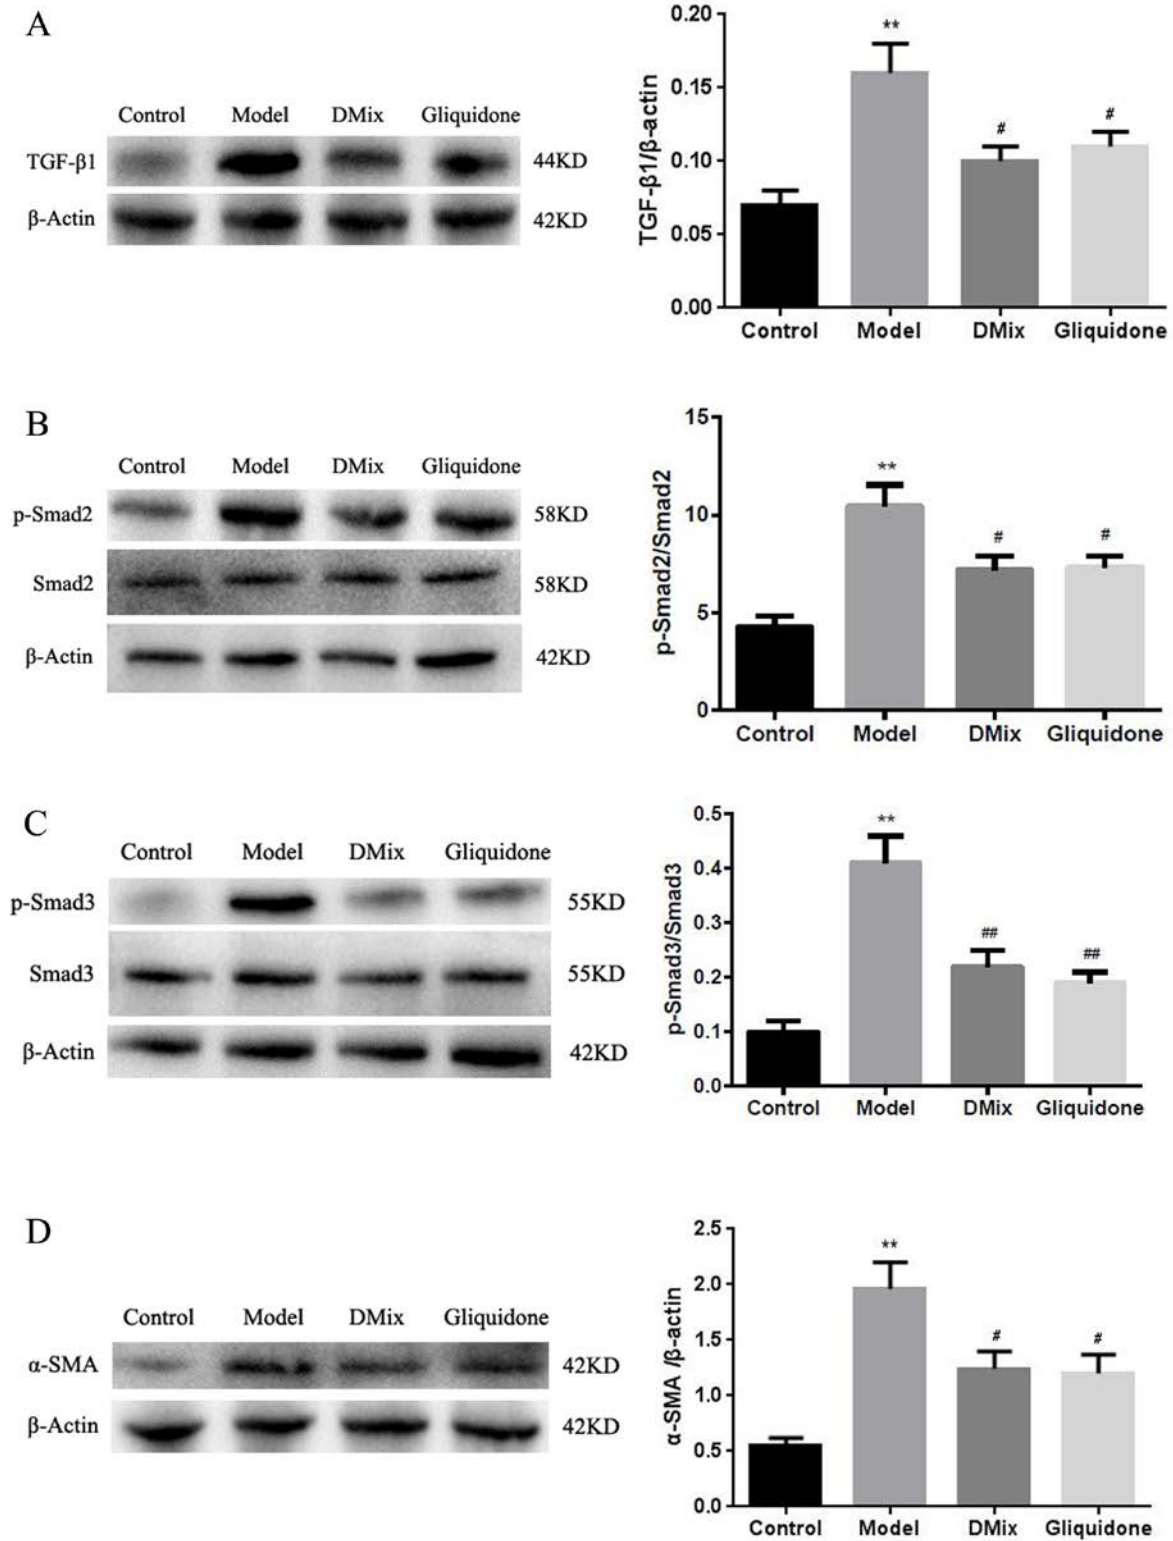 A
Control Model DMix Gliquidone
TGF-β1 44KD
β-Actin 42KD
0.20
0.15
0.10
0.05
0.00
TGF-β1/β-actin
**
#
#
Control Model DMix Gliquidone
B
Control Model DMix Gliquidone
p-Smad2 58KD
Smad2 58KD
β-Actin 42KD
15
10
5
0
p-Smad2/Smad2
**
#
#
Control Model DMix Gliquidone
C
Control Model DMix Gliquidone
p-Smad3 55KD
Smad3 55KD
β-Actin 42KD
0.5
0.4
0.3
0.2
0.1
0.0
p-Smad3/Smad3
**
##
##
Control Model DMix Gliquidone
D
Control Model DMix Gliquidone
α-SMA 42KD
β-Actin 42KD
2.5
2.0
1.5
1.0
0.5
0.0
α-SMA /β-actin
**
#
#
Control Model DMix Gliquidone